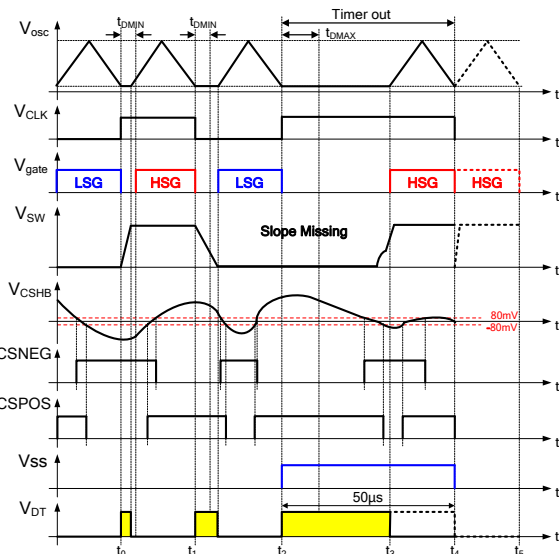 tDMIN tDMIN Timer out
Vosc
tDMAX
t
VCLK
t
Vgate
LSG HSG LSG HSG HSG
t
VSW
Slope Missing
t
VCSHB
80mV
-80mV
t
CSNEG
t
CSPOS
t
VSS
t
50µs
VDT
t
t0 t1 t2 t3 t4 t5